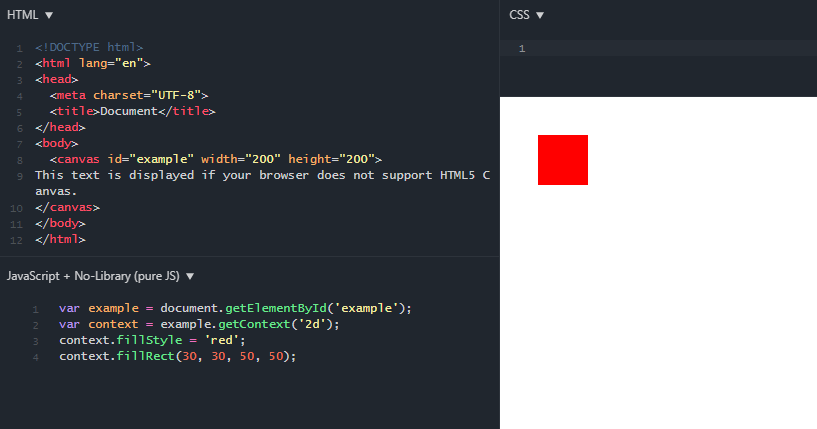 HTML ▼
1 <!DOCTYPE html>
2 <html lang="en">
3 <head>
4   <meta charset="UTF-8">
5   <title>Document</title>
6 </head>
7 <body>
8   <canvas id="example" width="200" height="200">
9 This text is displayed if your browser does not support HTML5 C
anvas.
10 </canvas>
11 </body>
12 </html>
JavaScript + No-Library (pure JS) ▼
1 var example = document.getElementById('example');
2 var context = example.getContext('2d');
3 context.fillStyle = 'red';
4 context.fillRect(30, 30, 50, 50);
CSS ▼
1